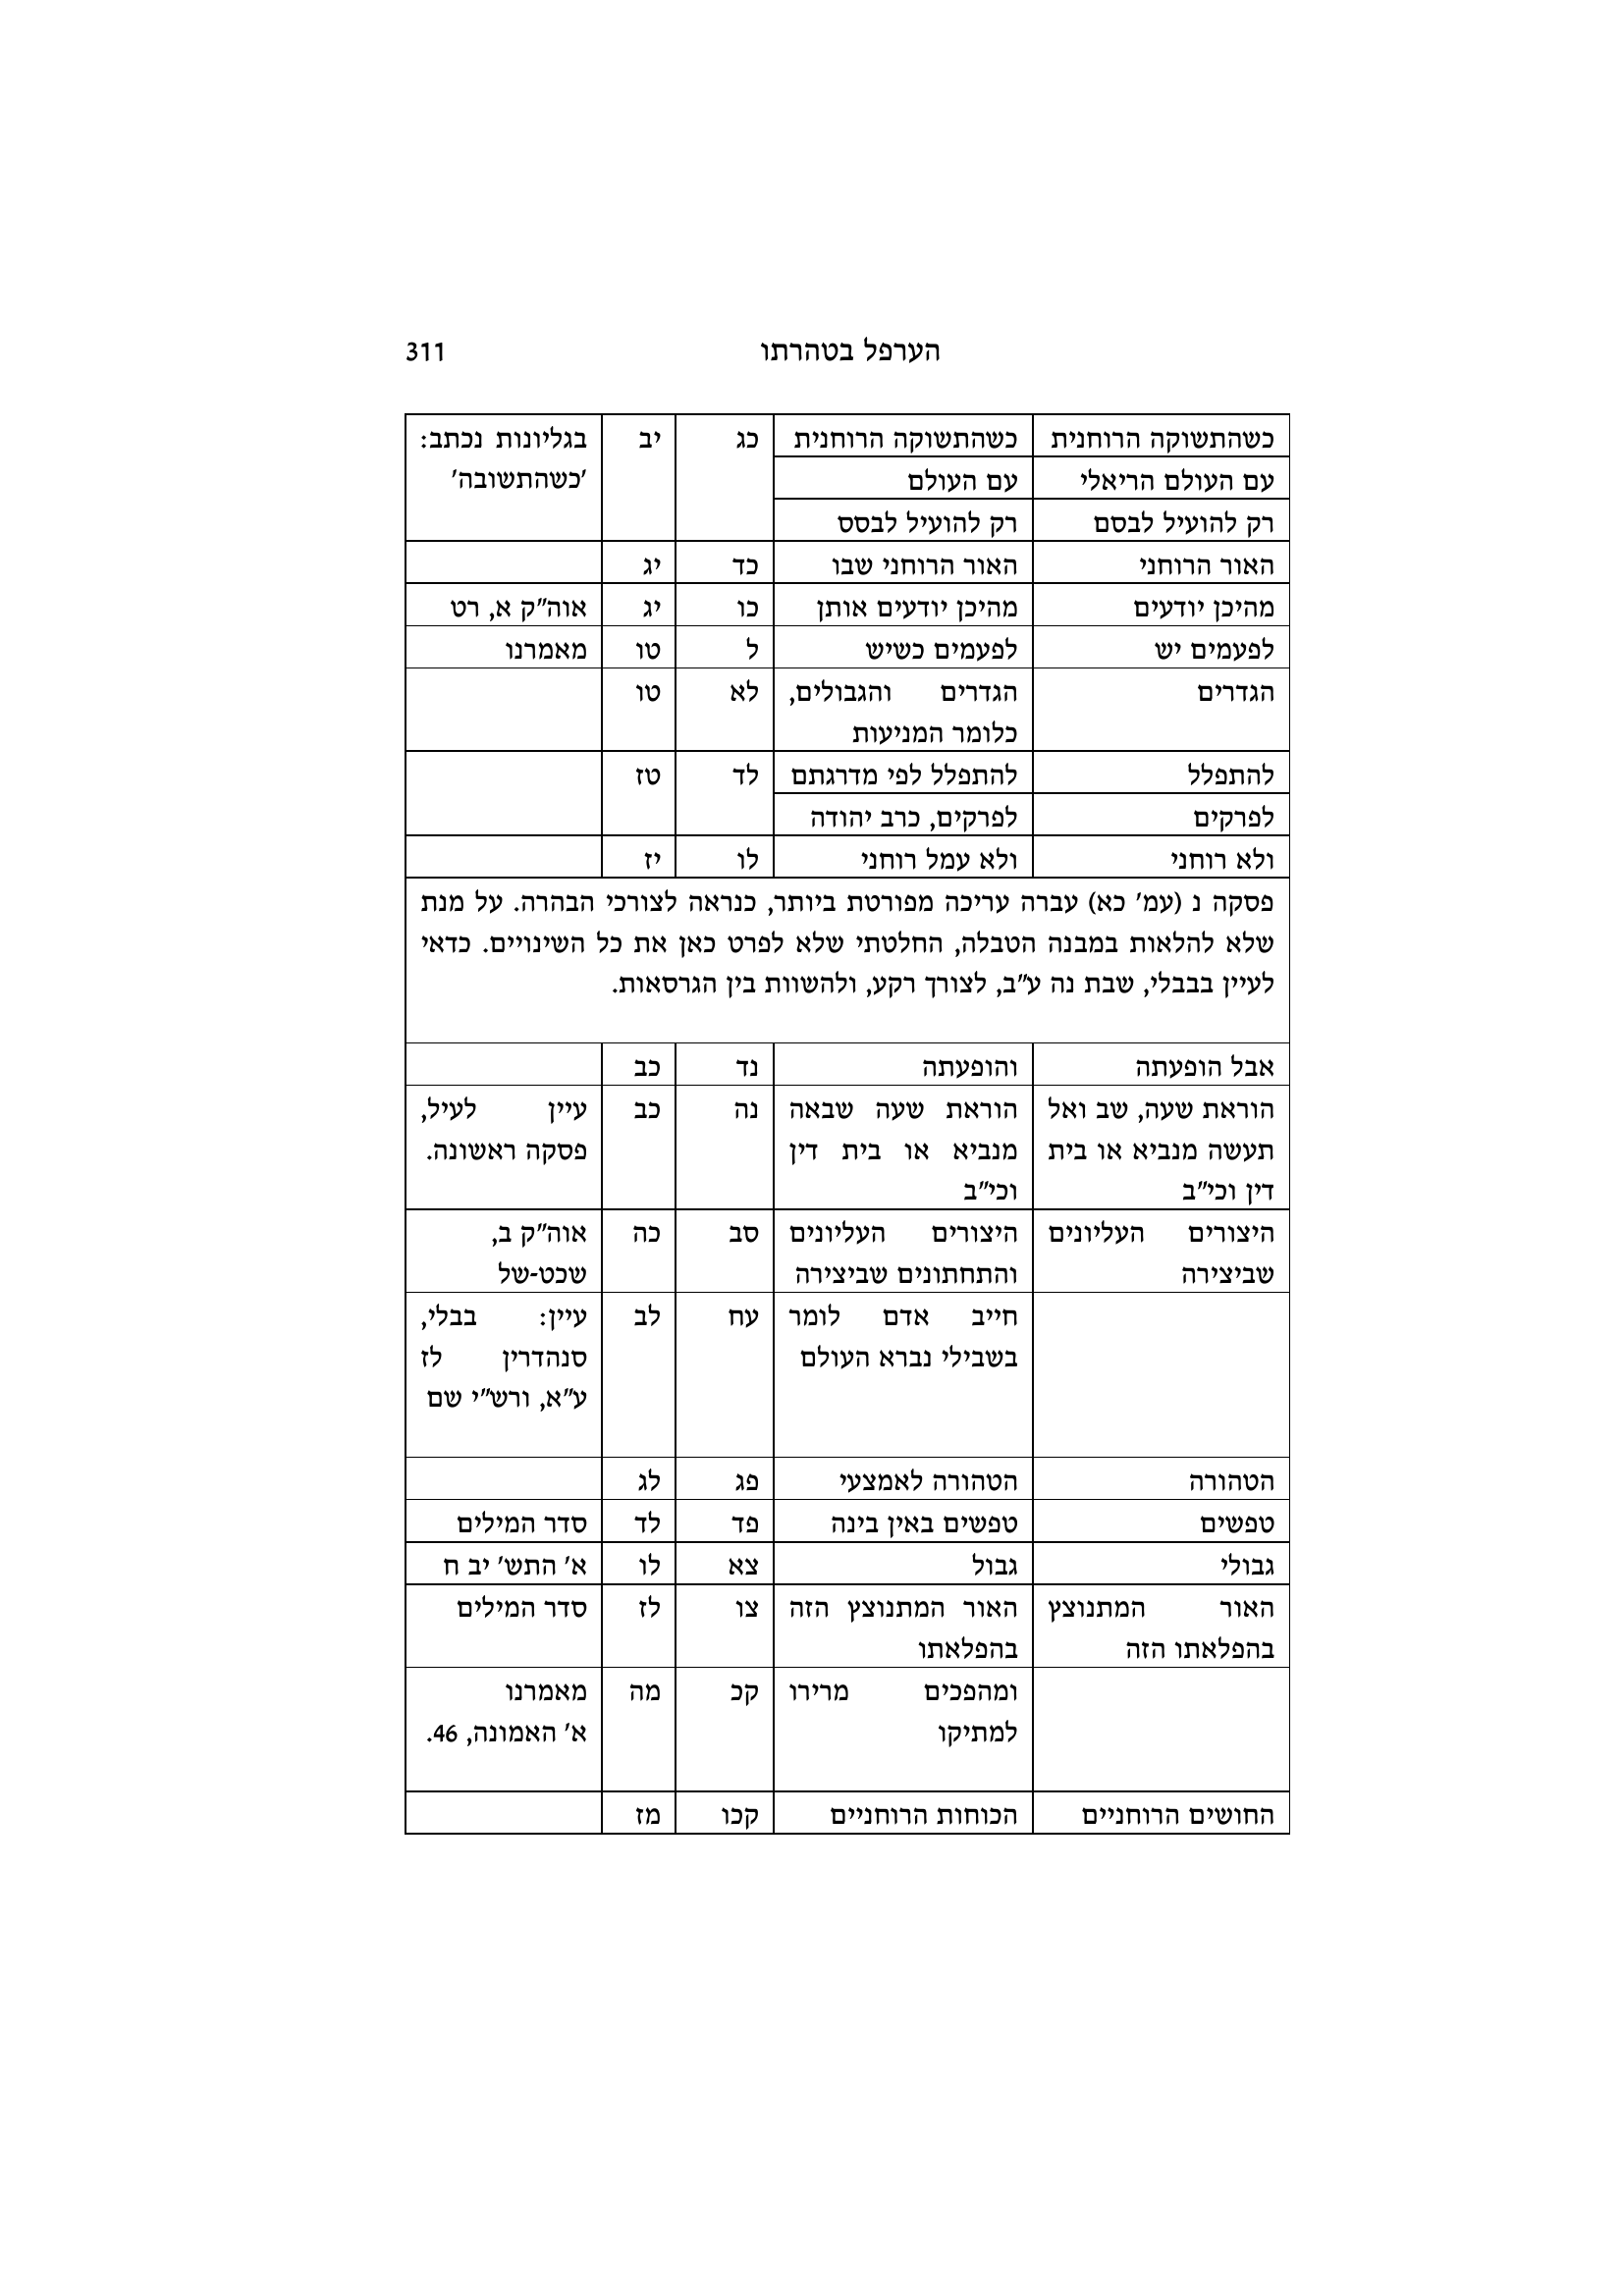 הערפל בטהרתו 311
כשהתשוקה הרוחנית כשהתשוקה הרוחנית כג יב בגליונות נכתב:
'כשהתשובה'
עם העולם הריאלי עם העולם
רק להועיל לבסם רק להועיל לבסס
האור הרוחני האור הרוחני שבו כד יג
מהיכן יודעים מהיכן יודעים אותן כו יג אוה"ק א, רט
לפעמים יש לפעמים כשיש ל טו מאמרנו
הגדרים הגדרים והגבולים, לא טו
כלומר המניעות
להתפלל להתפלל לפי מדרגתם לד טז
לפרקים לפרקים, כרב יהודה
ולא רוחני ולא עמל רוחני לו יז
פסקה נ (עמ' כא) עברה עריכה מפורטת ביותר, כנראה לצורכי הבהרה. על מנת
שלא להלאות במבנה הטבלה, החלטתי שלא לפרט כאן את כל השינויים. כדאי
לעיין בבבלי, שבת נה ע"ב, לצורך רקע, ולהשוות בין הגרסאות.
אבל הופעתה והופעתה נד כב
הוראת שעה, שב ואל הוראת שעה שבאה נה כב עיין לעיל,
תעשה מנביא או בית מנביא או בית דין פסקה ראשונה.
דין וכי"ב וכי"ב
היצורים העליונים היצורים העליונים סב כה אוה"ק ב,
שביצירה והתחתונים שביצירה שכט-של
חייב אדם לומר עח לב עיין: בבלי,
בשבילי נברא העולם סנהדרין לז
ע"א, ורש"י שם
הטהורה הטהורה לאמצעי פג לג
טפשים טפשים באין בינה פד לד סדר המילים
גבולי גבול צא לו א' התש' יב ח
האור המתנוצץ האור המתנוצץ הזה צו לז סדר המילים
בהפלאתו הזה בהפלאתו
ומהפכים מרירו קכ מה מאמרנו
למתיקו א' האמונה, 46.
החושים הרוחניים הכוחות הרוחניים קכו מז